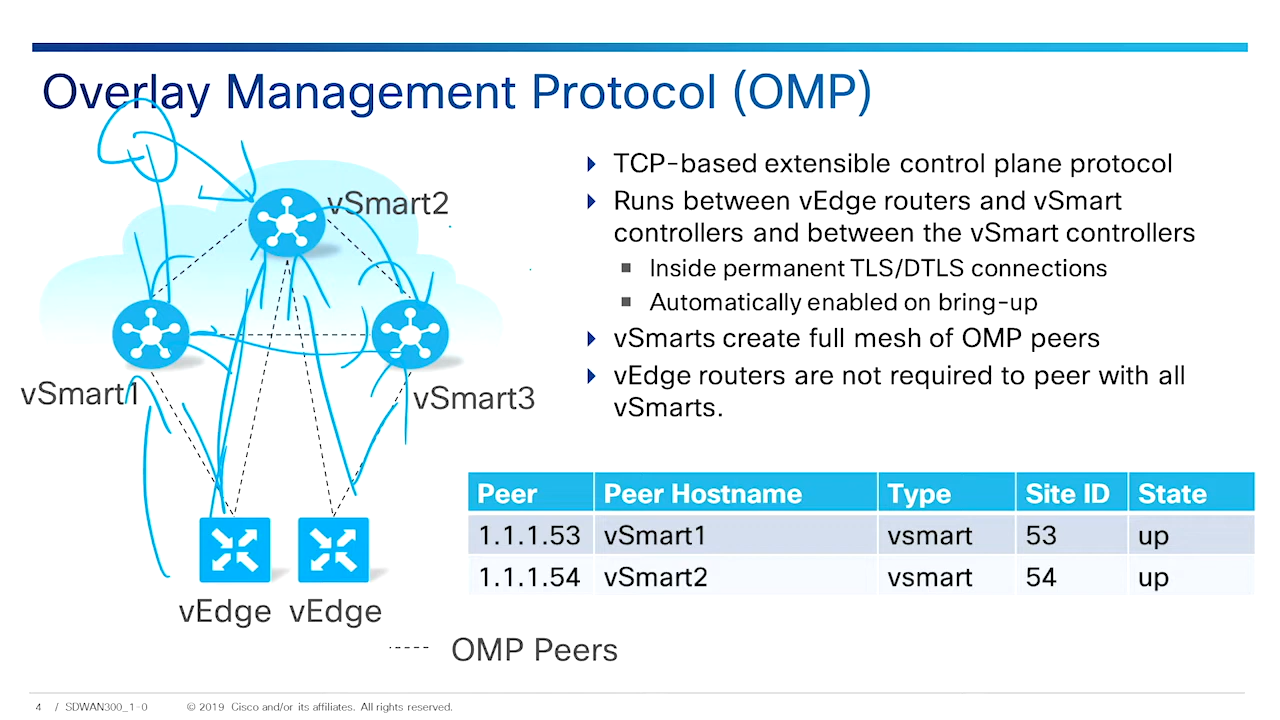 Overlay Management Protocol (OMP)
vSmart2
vSmart1
vSmart3
vEdge vEdge
OMP Peers
TCP-based extensible control plane protocol
Runs between vEdge routers and vSmart
controllers and between the vSmart controllers
Inside permanent TLS/DTLS connections
Automatically enabled on bring-up
vSmarts create full mesh of OMP peers
vEdge routers are not required to peer with all
vSmarts.
Peer Peer Hostname Type Site ID State
1.1.1.53 vSmart1 vsmart 53 up
1.1.1.54 vSmart2 vsmart 54 up
4 / SDWAN300_1-0 © 2019 Cisco and/or its affiliates. All rights reserved.